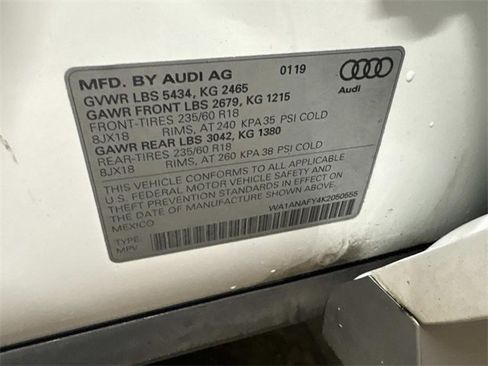 MFD. BY AUDI AG 0119
GVWR LBS 5434, KG 2465
GAWR FRONT LBS 2679, KG 1215
FRONT-TIRES 235/60 R18
8JX18 RIMS, AT 240 KPA 35 PSI COLD
GAWR REAR LBS 3042, KG 1380
REAR-TIRES 235/60 R18
8JX18 RIMS, AT 260 KPA 38 PSI COLD
THIS VEHICLE CONFORMS TO ALL APPLICABLE
U.S. FEDERAL MOTOR VEHICLE SAFETY BUMPER AND
THEFT PREVENTION STANDARDS IN EFFECT ON
THE DATE OF MANUFACTURE SHOWN ABOVE.
MEXICO
TYPE:
MPV
WA1ANAFY4K2050555
Audi